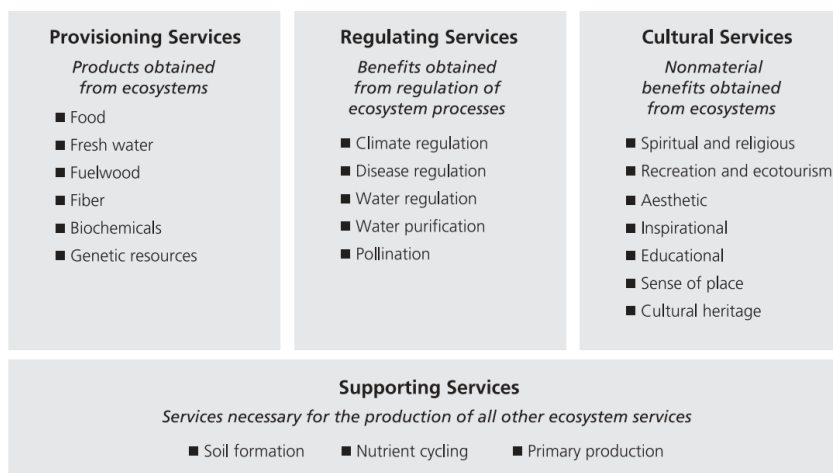 Provisioning Services
Products obtained
from ecosystems
■ Food
■ Fresh water
■ Fuelwood
■ Fiber
■ Biochemicals
■ Genetic resources
Regulating Services
Benefits obtained
from regulation of
ecosystem processes
■ Climate regulation
■ Disease regulation
■ Water regulation
■ Water purification
■ Pollination
Cultural Services
Nonmaterial
benefits obtained
from ecosystems
■ Spiritual and religious
■ Recreation and ecotourism
■ Aesthetic
■ Inspirational
■ Educational
■ Sense of place
■ Cultural heritage
Supporting Services
Services necessary for the production of all other ecosystem services
■ Soil formation ■ Nutrient cycling ■ Primary production